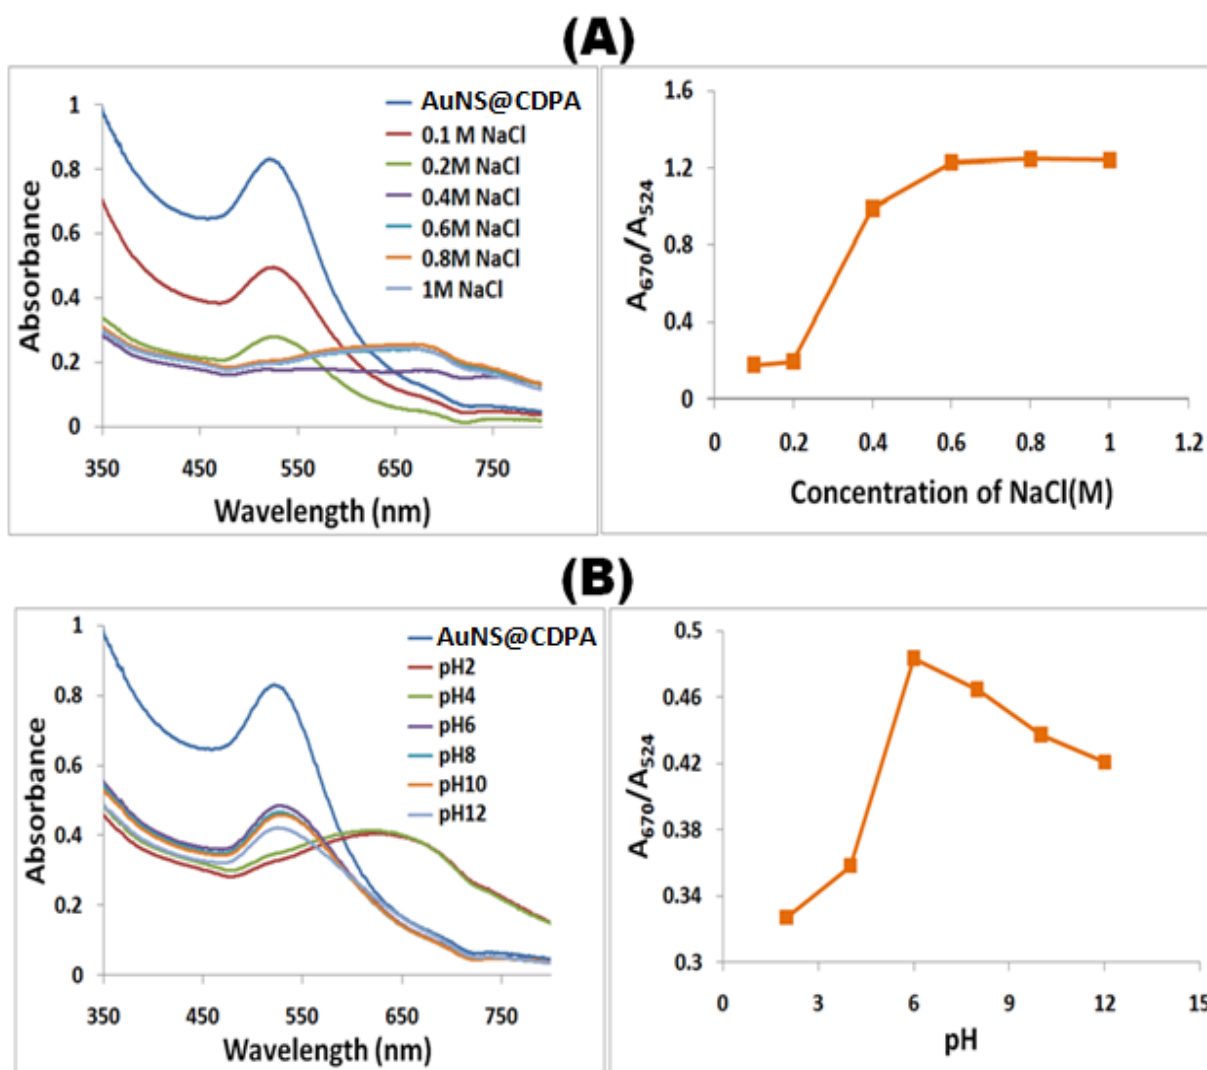 (A)
Absorbance
1
0.8
0.6
0.4
0.2
0
350
450
550
650
750
Wavelength (nm)
AuNS@CDPA
0.1 M NaCl
0.2M NaCl
0.4M NaCl
0.6M NaCl
0.8M NaCl
1M NaCl
A670/A524
1.6
1.2
0.8
0.4
0
0
0.2
0.4
0.6
0.8
1
1.2
Concentration of NaCl(M)
(B)
Absorbance
1
0.8
0.6
0.4
0.2
0
350
450
550
650
750
Wavelength (nm)
AuNS@CDPA
pH2
pH4
pH6
pH8
pH10
pH12
A670/A524
0.5
0.46
0.42
0.38
0.34
0.3
0
3
6
9
12
15
pH